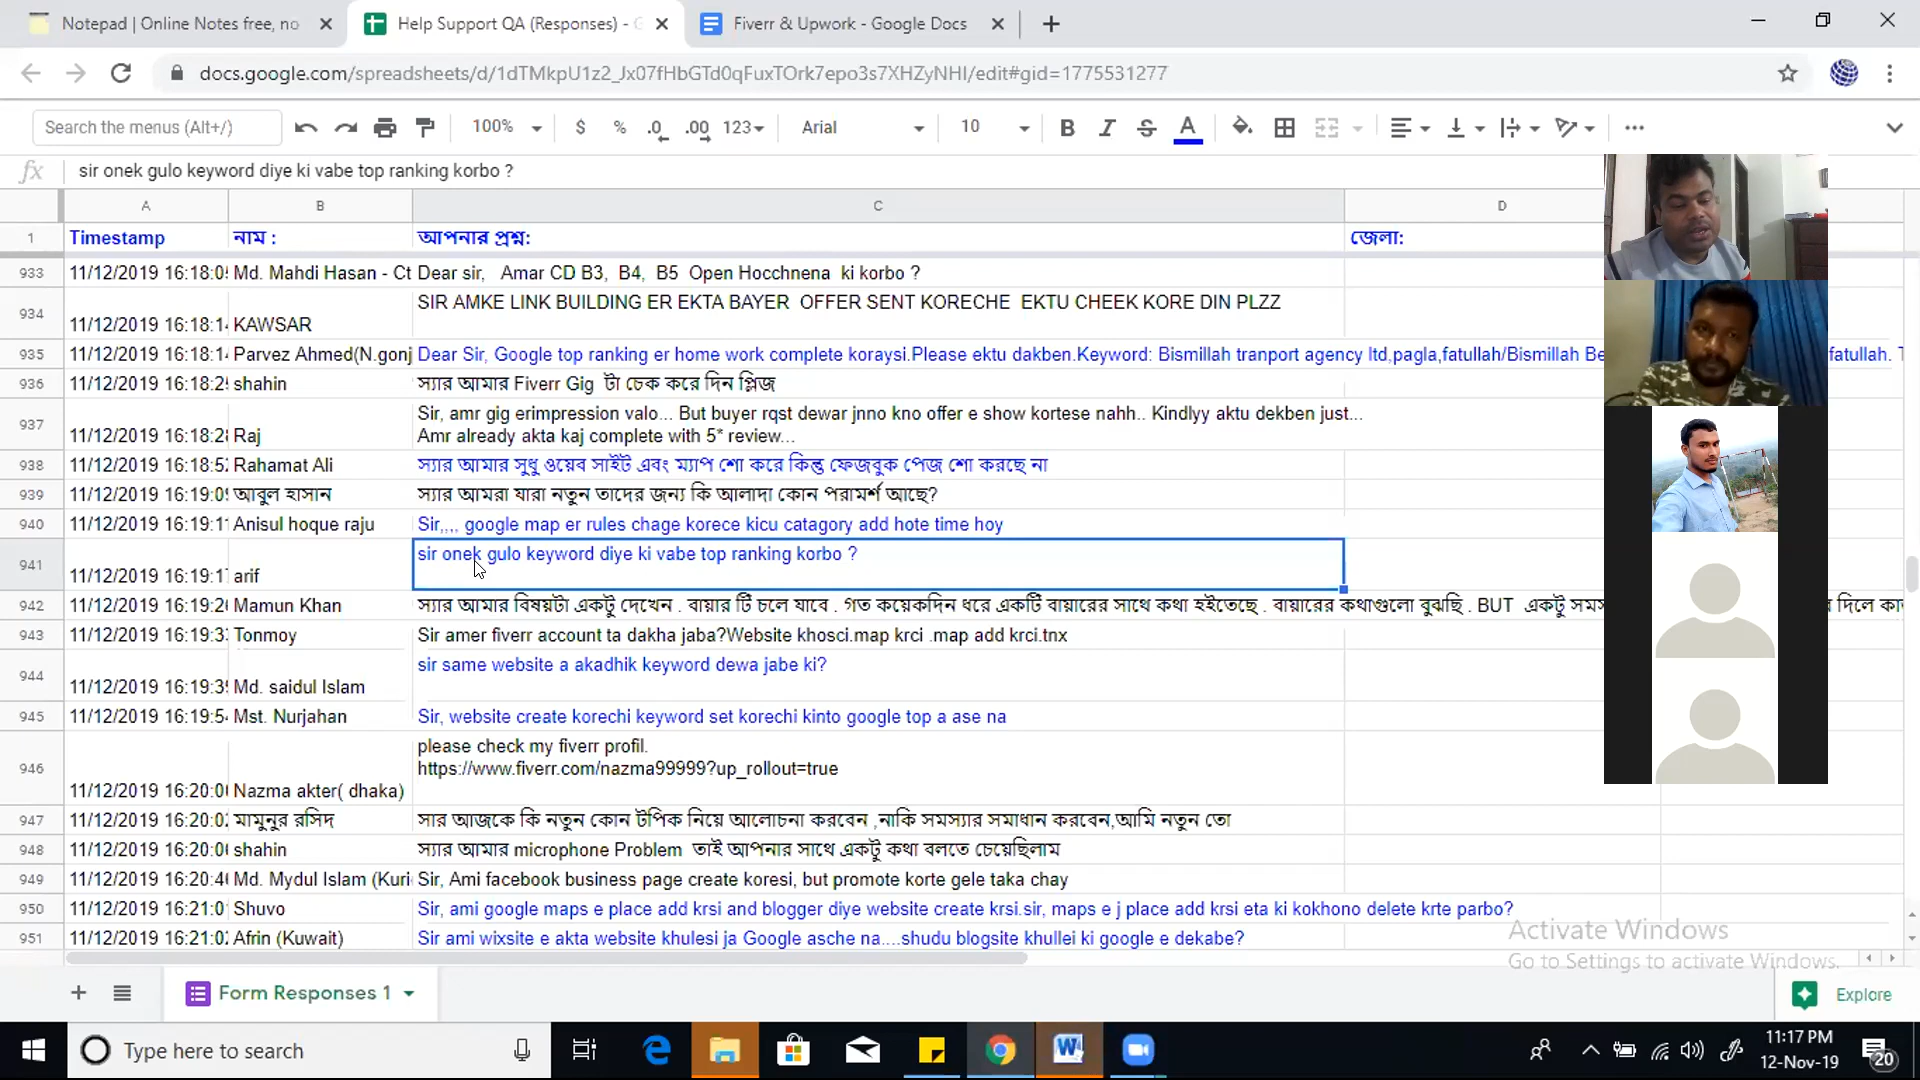 Notepad | Online Notes free, no
Help Support QA (Responses) - G
Fiverr & Upwork - Google Docs
docs.google.com/spreadsheets/d/1dTMkpU1z2_Jx07fHbGTd0qFuxTOrk7epo3s7XHZyNHI/edit#gid=1775531277
Search the menus (Alt+/)
100%
$ % .0 .00 123
Arial
10
B I S A
fx sir onek gulo keyword diye ki vabe top ranking korbo ?
A B C D
1 Timestamp নাম : আপনার প্রশ্ন: জেলা:
933 11/12/2019 16:18:05 Md. Mahdi Hasan - Ct Dear sir, Amar CD B3, B4, B5 Open Hocchnena ki korbo ?
934 11/12/2019 16:18:14 KAWSAR SIR AMKE LINK BUILDING ER EKTA BAYER OFFER SENT KORECHE EKTU CHEEK KORE DIN PLZZ
935 11/12/2019 16:18:14 Parvez Ahmed(N.gonj Dear Sir, Google top ranking er home work complete koraysi.Please ektu dakben.Keyword: Bismillah tranport agency ltd,pagla,fatullah/Bismillah Be fatullah. T
936 11/12/2019 16:18:25 shahin স্যার আমার Fiverr Gig টা চেক করে দিন প্লিজ
937 11/12/2019 16:18:28 Raj Sir, amr gig erimpression valo... But buyer rqst dewar jnno kno offer e show kortese nahh.. Kindlyy aktu dekben just...
Amr already akta kaj complete with 5* review...
938 11/12/2019 16:18:52 Rahamat Ali স্যার আমার সুধু ওয়েব সাইট এবং ম্যাপ শো করে কিন্তু ফেজবুক পেজ শো করছে না
939 11/12/2019 16:19:09 আবুল হাসান স্যার আমরা যারা নতুন তাদের জন্য কি আলাদা কোন পরামর্শ আছে?
940 11/12/2019 16:19:11 Anisul hoque raju Sir,,,, google map er rules chage korece kicu catagory add hote time hoy
941 11/12/2019 16:19:17 arif sir onek gulo keyword diye ki vabe top ranking korbo ?
942 11/12/2019 16:19:26 Mamun Khan স্যার আমার বিষয়টা একটু দেখেন . বায়ার টি চলে যাবে . গত কয়েকদিন ধরে একটি বায়ারের সাথে কথা হইতেছে . বায়ারের কথাগুলো বুঝছি . BUT একটু সমস দিলে কা
943 11/12/2019 16:19:33 Tonmoy Sir amer fiverr account ta dakha jaba?Website khosci.map krci .map add krci.tnx
944 11/12/2019 16:19:39 Md. saidul Islam sir same website a akadhik keyword dewa jabe ki?
945 11/12/2019 16:19:54 Mst. Nurjahan Sir, website create korechi keyword set korechi kinto google top a ase na
946 11/12/2019 16:20:00 Nazma akter( dhaka) please check my fiverr profil.
https://www.fiverr.com/nazma99999?up_rollout=true
947 11/12/2019 16:20:02 মামুনুর রসিদ সার আজকে কি নতুন কোন টপিক নিয়ে আলোচনা করবেন ,নাকি সমস্যার সমাধান করবেন,আমি নতুন তো
948 11/12/2019 16:20:06 shahin স্যার আমার microphone Problem তাই আপনার সাথে একটু কথা বলতে চেয়েছিলাম
949 11/12/2019 16:20:46 Md. Mydul Islam (Kuri Sir, Ami facebook business page create koresi, but promote korte gele taka chay
950 11/12/2019 16:21:01 Shuvo Sir, ami google maps e place add krsi and blogger diye website create krsi.sir, maps e j place add krsi eta ki kokhono delete krte parbo?
951 11/12/2019 16:21:02 Afrin (Kuwait) Sir ami wixsite e akta website khulesi ja Google asche na....shudu blogsite khullei ki google e dekabe?
Activate Windows
Go to Settings to activate Windows.
Form Responses 1
Explore
Type here to search
11:17 PM
12-Nov-19
20